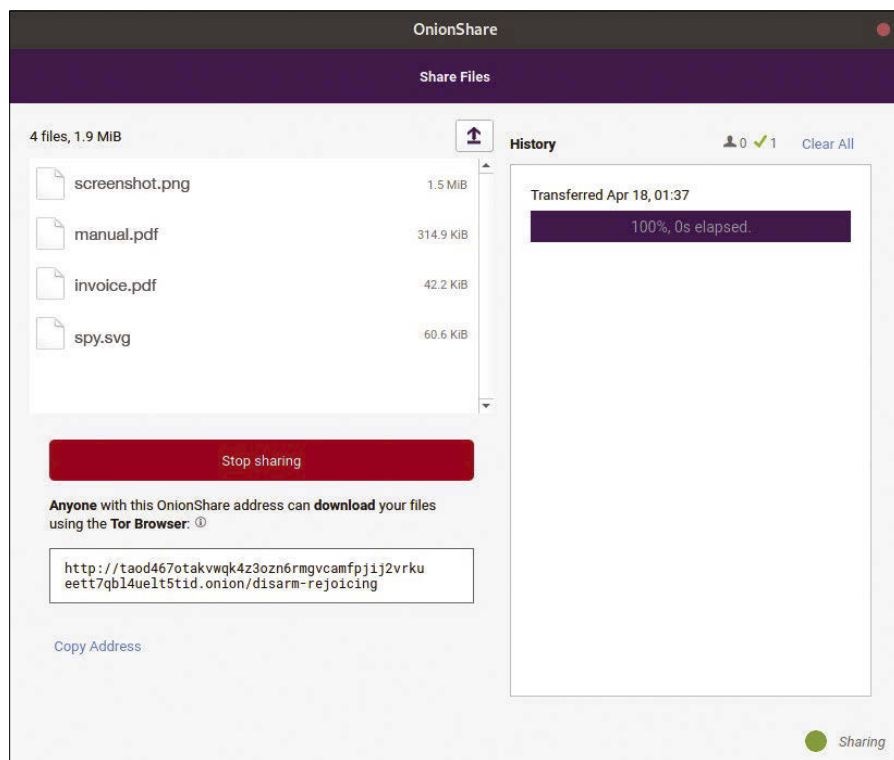 OnionShare
Share Files
4 files, 1.9 MiB
screenshot.png 1.5 MiB
manual.pdf 314.9 KiB
invoice.pdf 42.2 KiB
spy.svg 60.6 KiB
Stop sharing
Anyone with this OnionShare address can download your files
using the Tor Browser:
http://taod467otakvwqk4z3ozn6rmgvcamfpjij2vrku
eett7qbl4uelt5tid.onion/disarm-rejoicing
Copy Address
History 0 1 Clear All
Transferred Apr 18, 01:37
100%, 0s elapsed.
Sharing